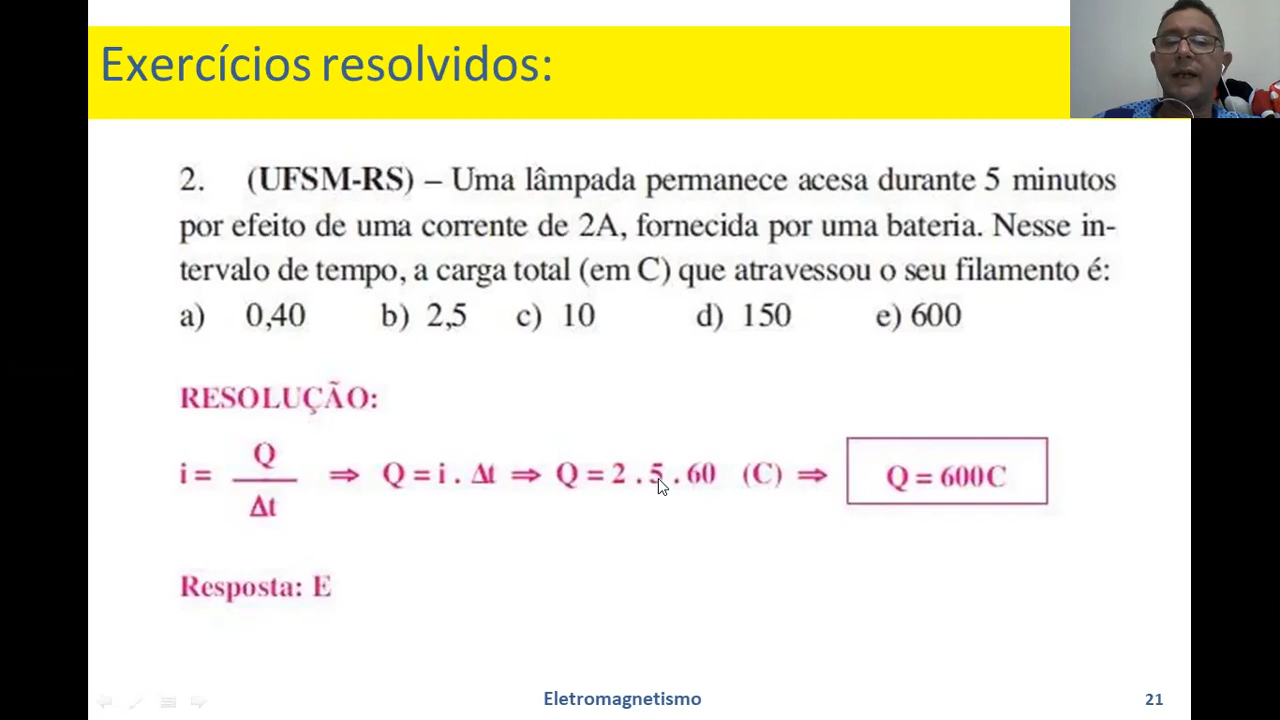 Exercícios resolvidos:
2. (UFSM-RS) – Uma lâmpada permanece acesa durante 5 minutos
por efeito de uma corrente de 2A, fornecida por uma bateria. Nesse in-
tervalo de tempo, a carga total (em C) que atravessou o seu filamento é:
a) 0,40 b) 2,5 c) 10 d) 150 e) 600
RESOLUÇÃO:
i = Q / Δt ⇒ Q = i . Δt ⇒ Q = 2 . 5 . 60 (C) ⇒ Q = 600C
Resposta: E
Eletromagnetismo 21